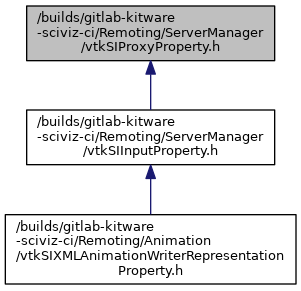 /builds/gitlab-kitware
-sciviz-ci/Remoting/ServerManager
/vtkSIProxyProperty.h
/builds/gitlab-kitware
-sciviz-ci/Remoting/ServerManager
/vtkSIInputProperty.h
/builds/gitlab-kitware
-sciviz-ci/Remoting/Animation
/vtkSIXMLAnimationWriterRepresentation
Property.h